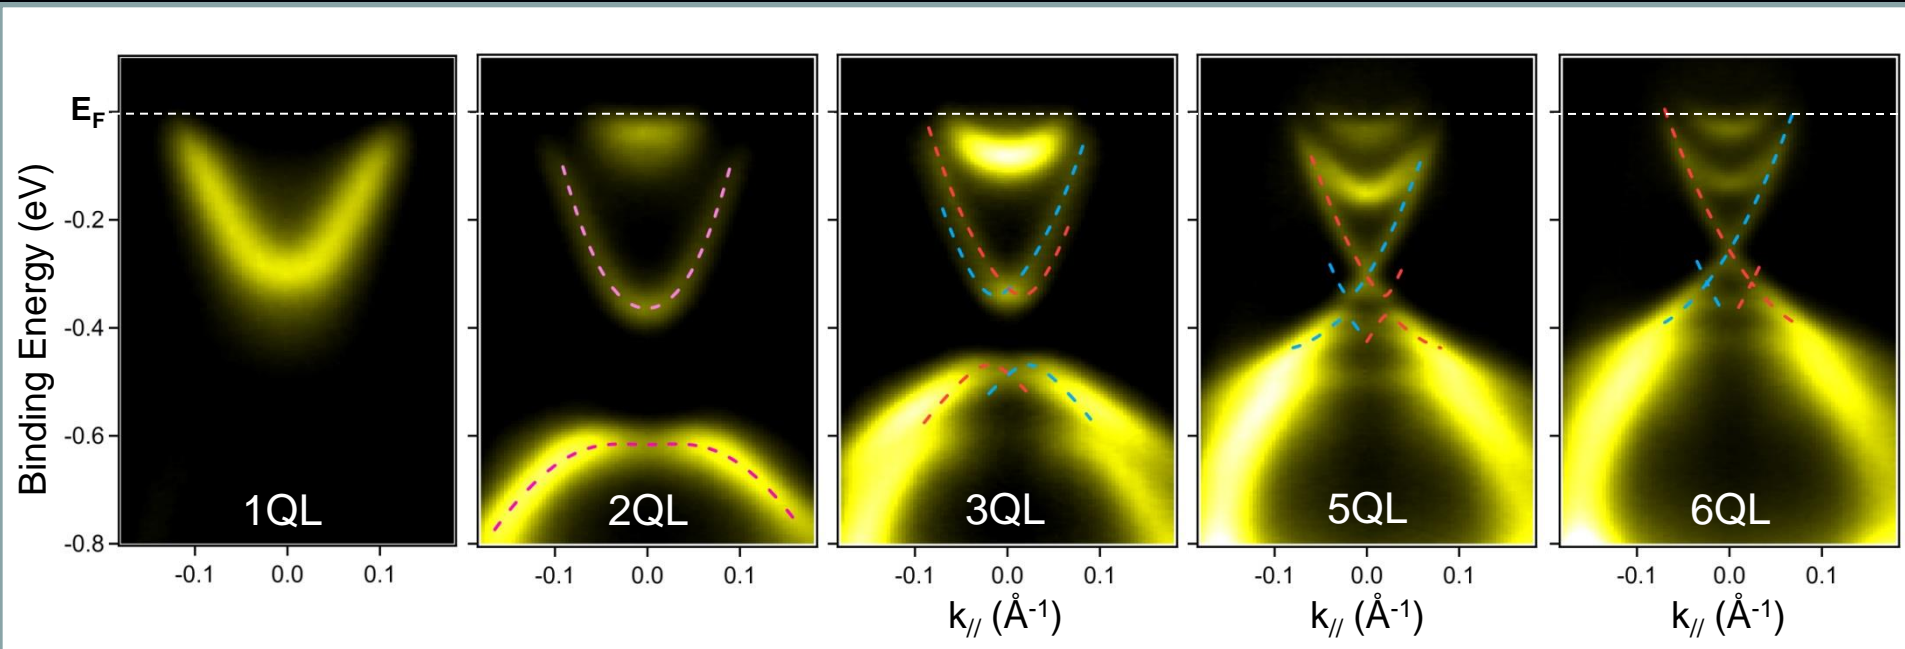 E_F
Binding Energy (eV)
-0.2
-0.4
-0.6
-0.8
1QL
2QL
3QL
5QL
6QL
-0.1 0.0 0.1
-0.1 0.0 0.1
-0.1 0.0 0.1
-0.1 0.0 0.1
-0.1 0.0 0.1
k// (Å-1)
k// (Å-1)
k// (Å-1)